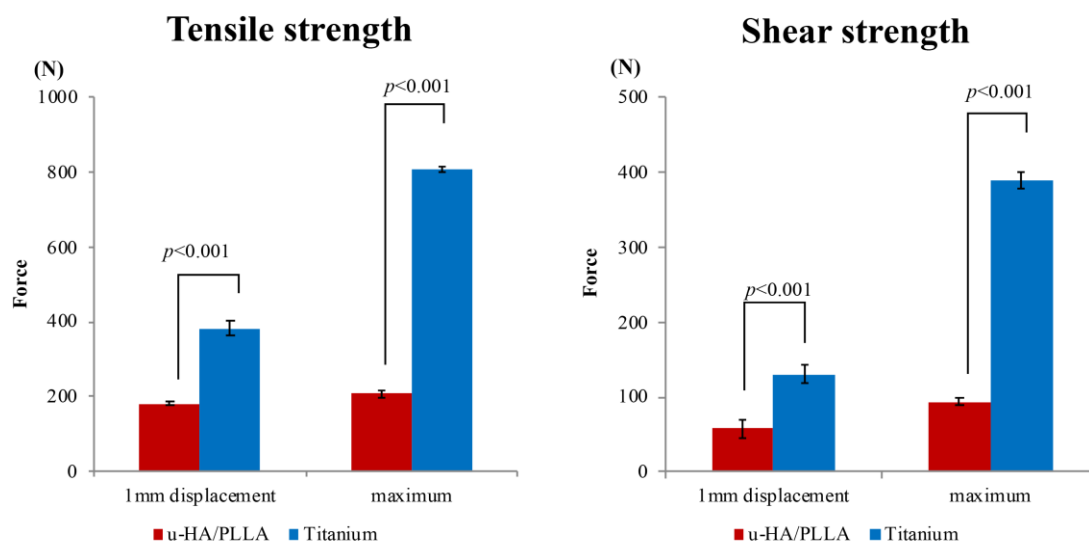 Tensile strength
(N)
1000
800
600
400
200
0
Force
p<0.001
p<0.001
1mm displacement
maximum
u-HA/PLLA
Titanium
Shear strength
(N)
500
400
300
200
100
0
Force
p<0.001
p<0.001
1mm displacement
maximum
u-HA/PLLA
Titanium